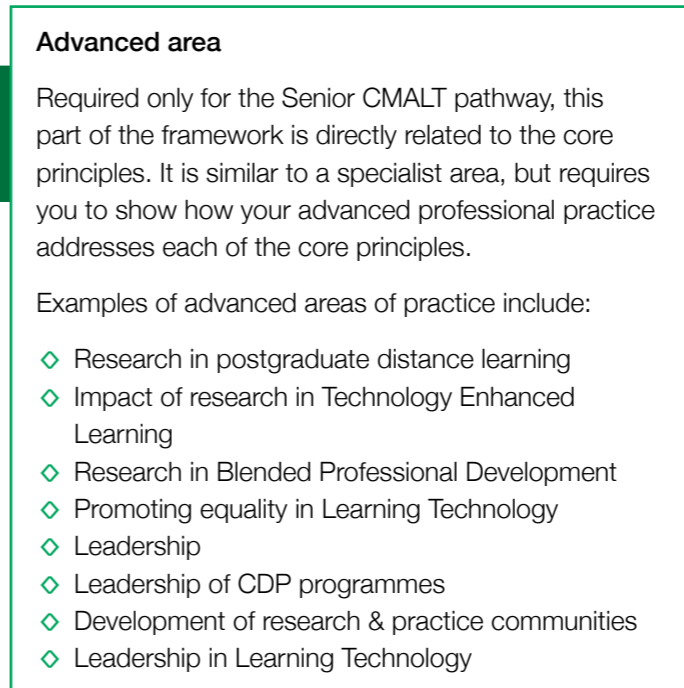 Advanced area
Required only for the Senior CMALT pathway, this
part of the framework is directly related to the core
principles. It is similar to a specialist area, but requires
you to show how your advanced professional practice
addresses each of the core principles.
Examples of advanced areas of practice include:
Research in postgraduate distance learning
Impact of research in Technology Enhanced
Learning
Research in Blended Professional Development
Promoting equality in Learning Technology
Leadership
Leadership of CDP programmes
Development of research & practice communities
Leadership in Learning Technology